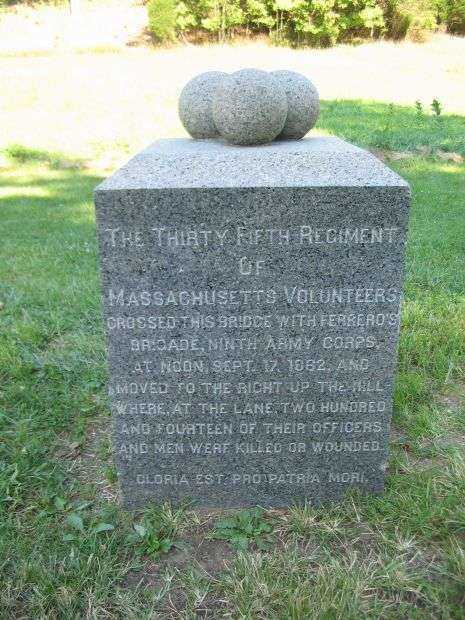 THE THIRTY FIFTH REGIMENT
OF
MASSACHUSETTS VOLUNTEERS
CROSSED THIS BRIDGE WITH FERRERO'S
BRIGADE, NINTH ARMY CORPS,
AT NOON, SEPT. 17, 1862, AND
MOVED TO THE RIGHT UP THE HILL
WHERE, AT THE LANE, TWO HUNDRED
AND FOURTEEN OF THEIR OFFICERS
AND MEN WERE KILLED OR WOUNDED.
GLORIA EST PRO PATRIA MORI.